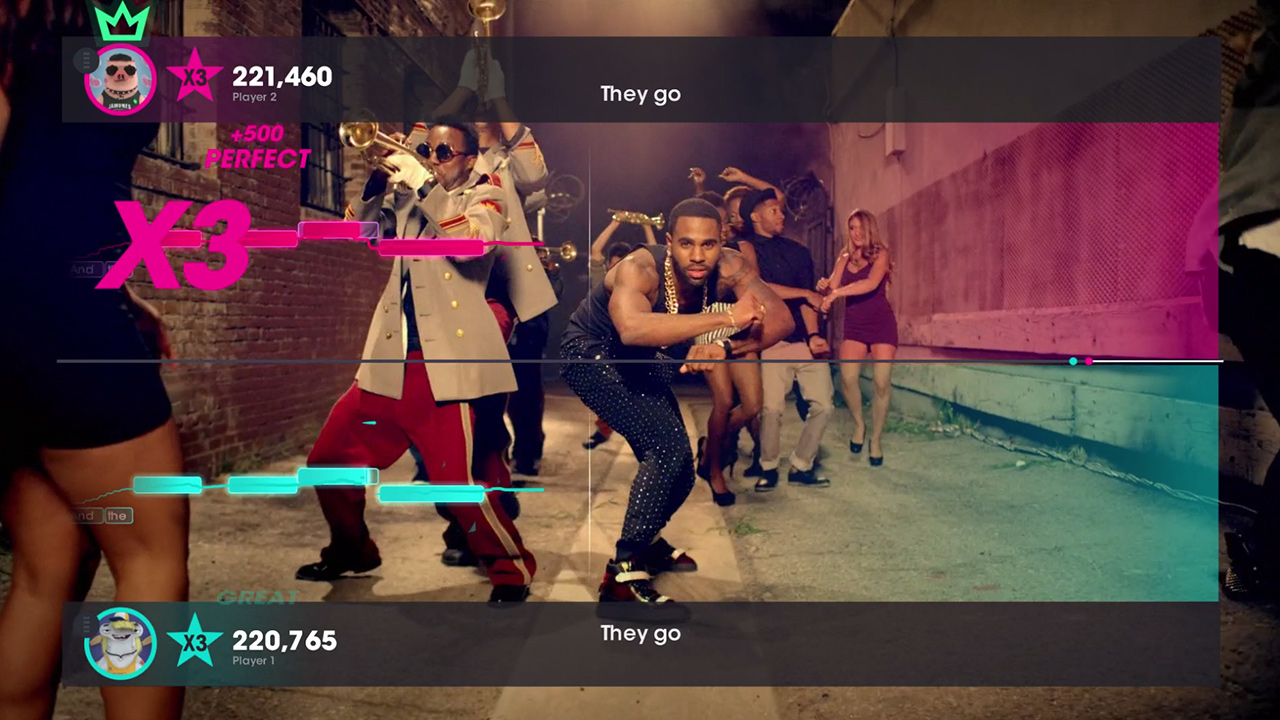 X3
221,460
Player 2
They go
+500
PERFECT
X3
And
the
GREAT
X3
220,765
Player 1
They go